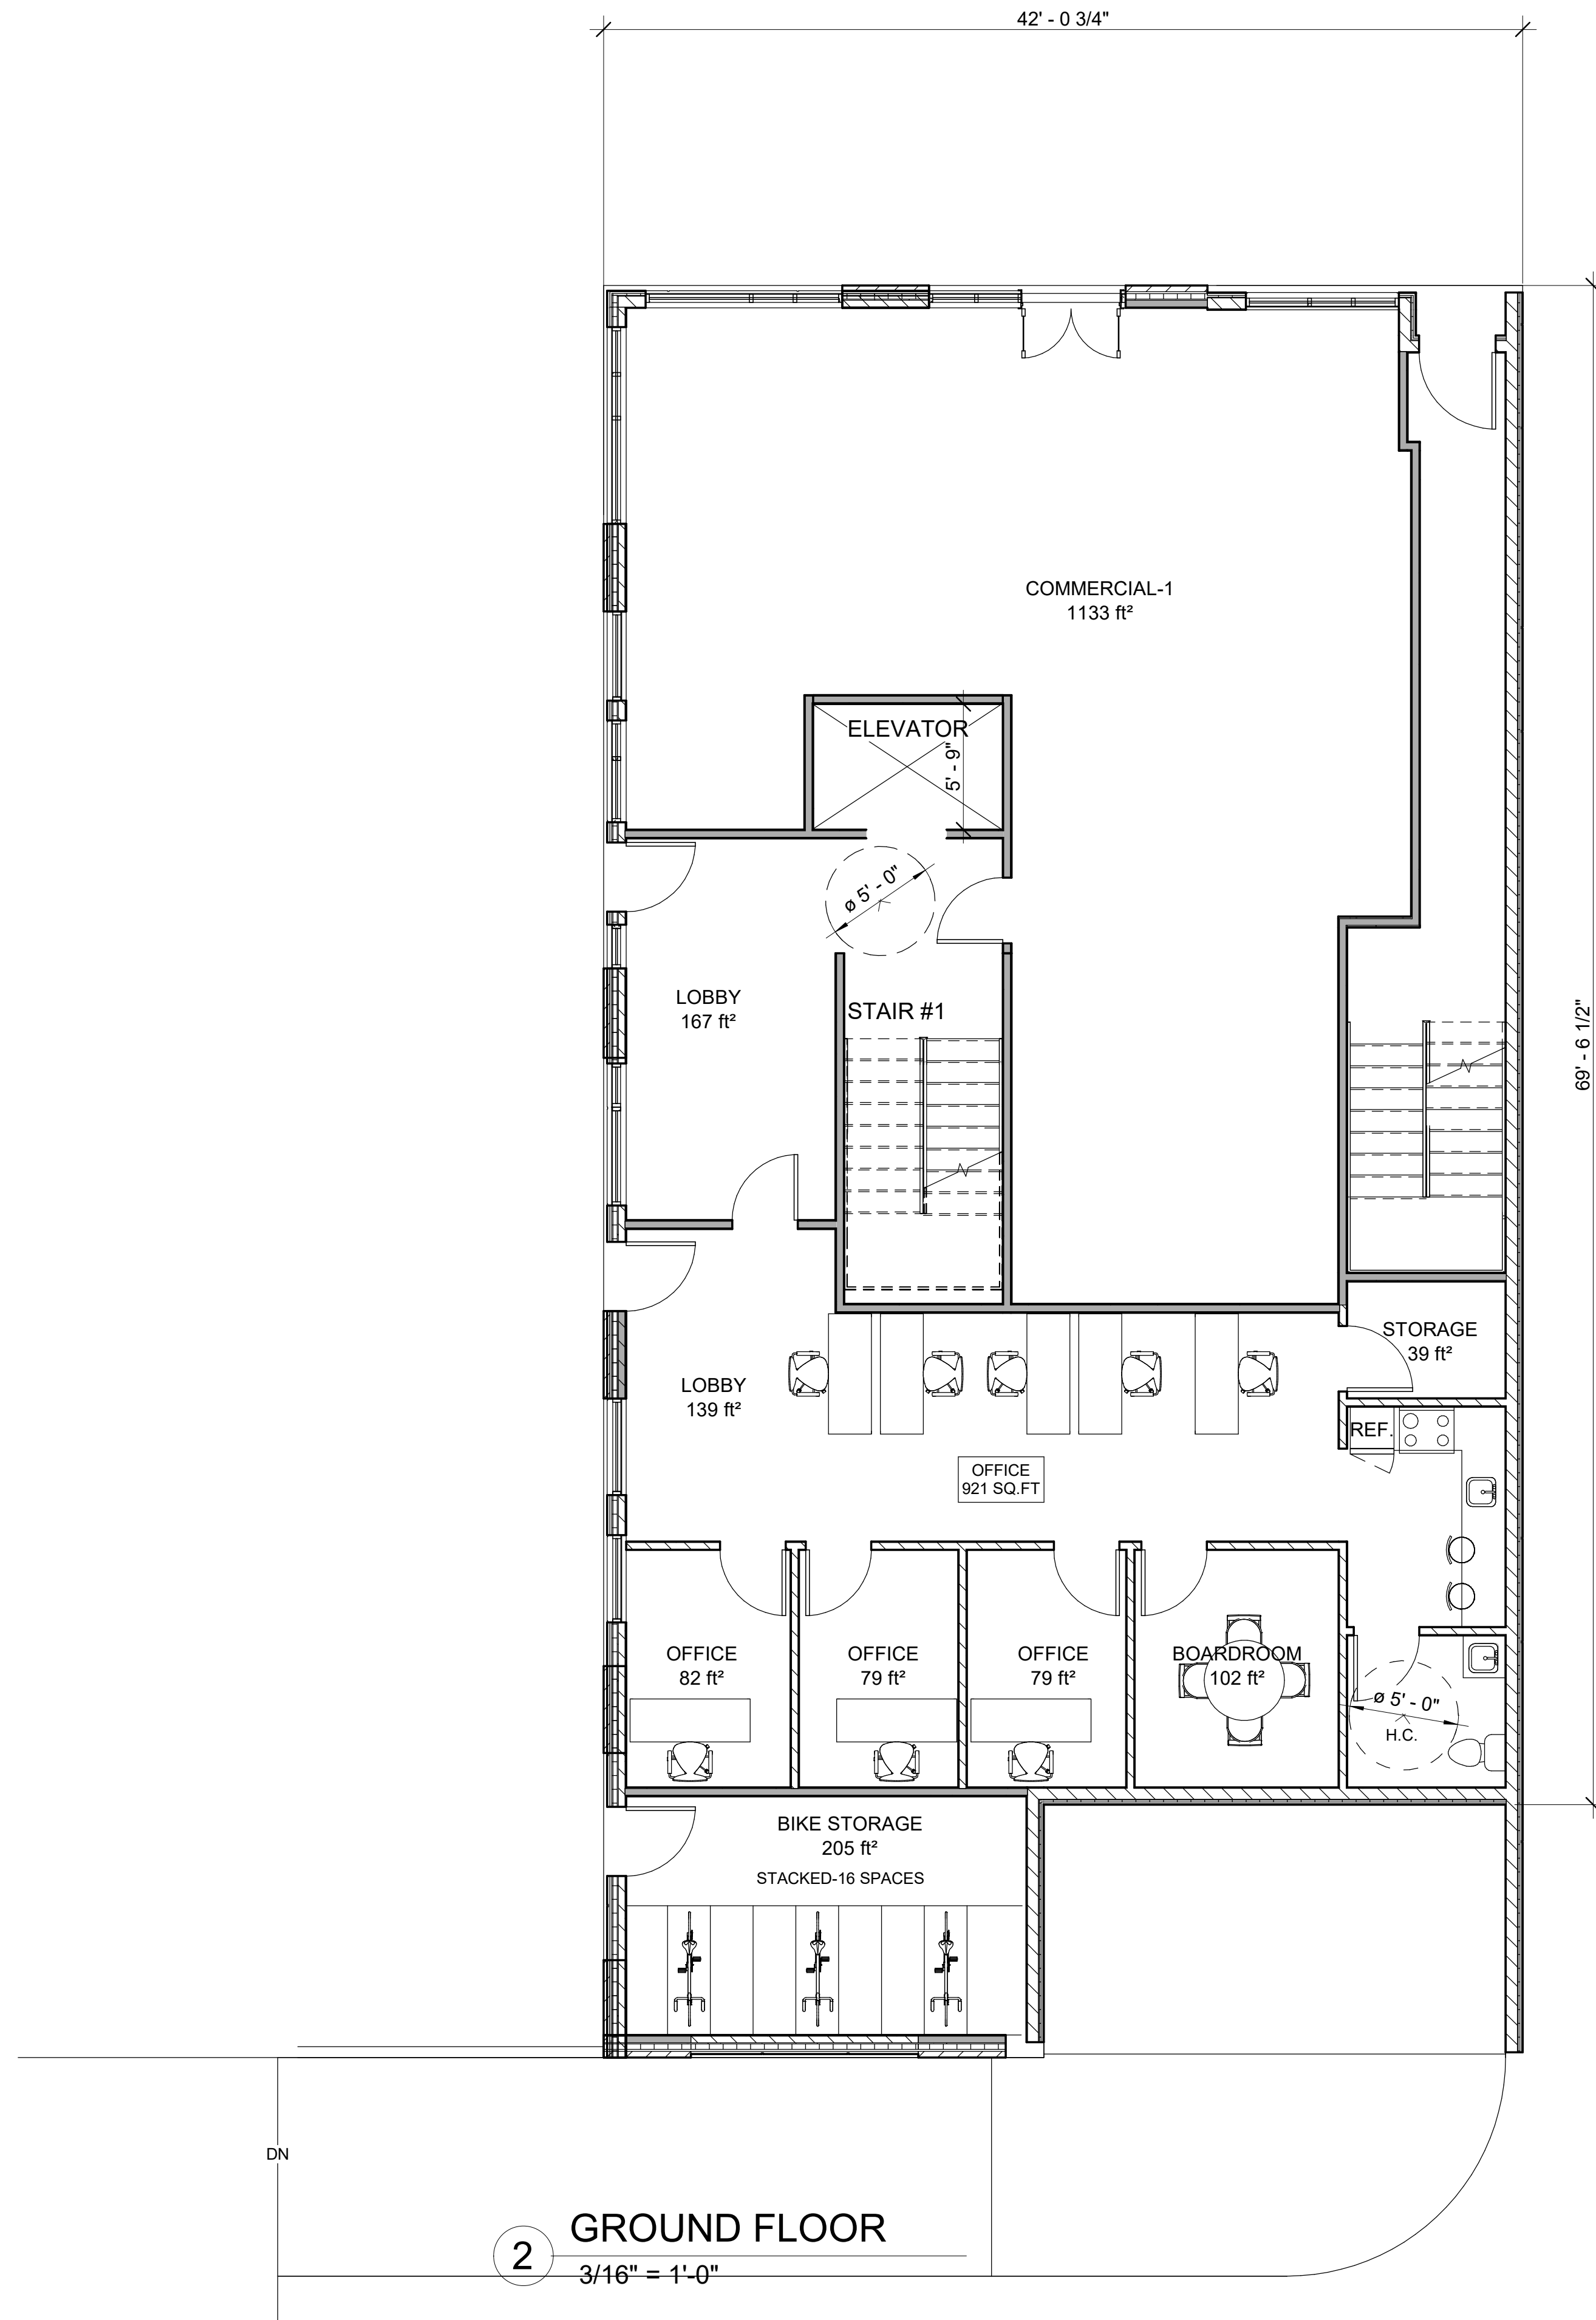 42' - 0 3/4"
COMMERCIAL-1
1133 ft²
ELEVATOR
5' - 9"
ø 5' - 0"
LOBBY
167 ft²
STAIR #1
69' - 6 1/2"
STORAGE
39 ft²
LOBBY
139 ft²
REF.
OFFICE
921 SQ.FT
OFFICE
82 ft²
OFFICE
79 ft²
OFFICE
79 ft²
BOARDROOM
102 ft²
ø 5' - 0"
H.C.
BIKE STORAGE
205 ft²
STACKED-16 SPACES
DN
2
GROUND FLOOR
3/16" = 1'-0"